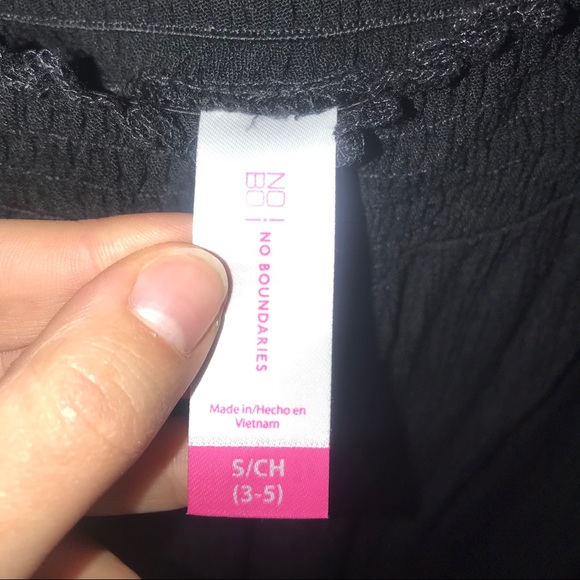 NO
BO
NO BOUNDARIES
Made in/Hecho en
Vietnam
S/CH
(3-5)